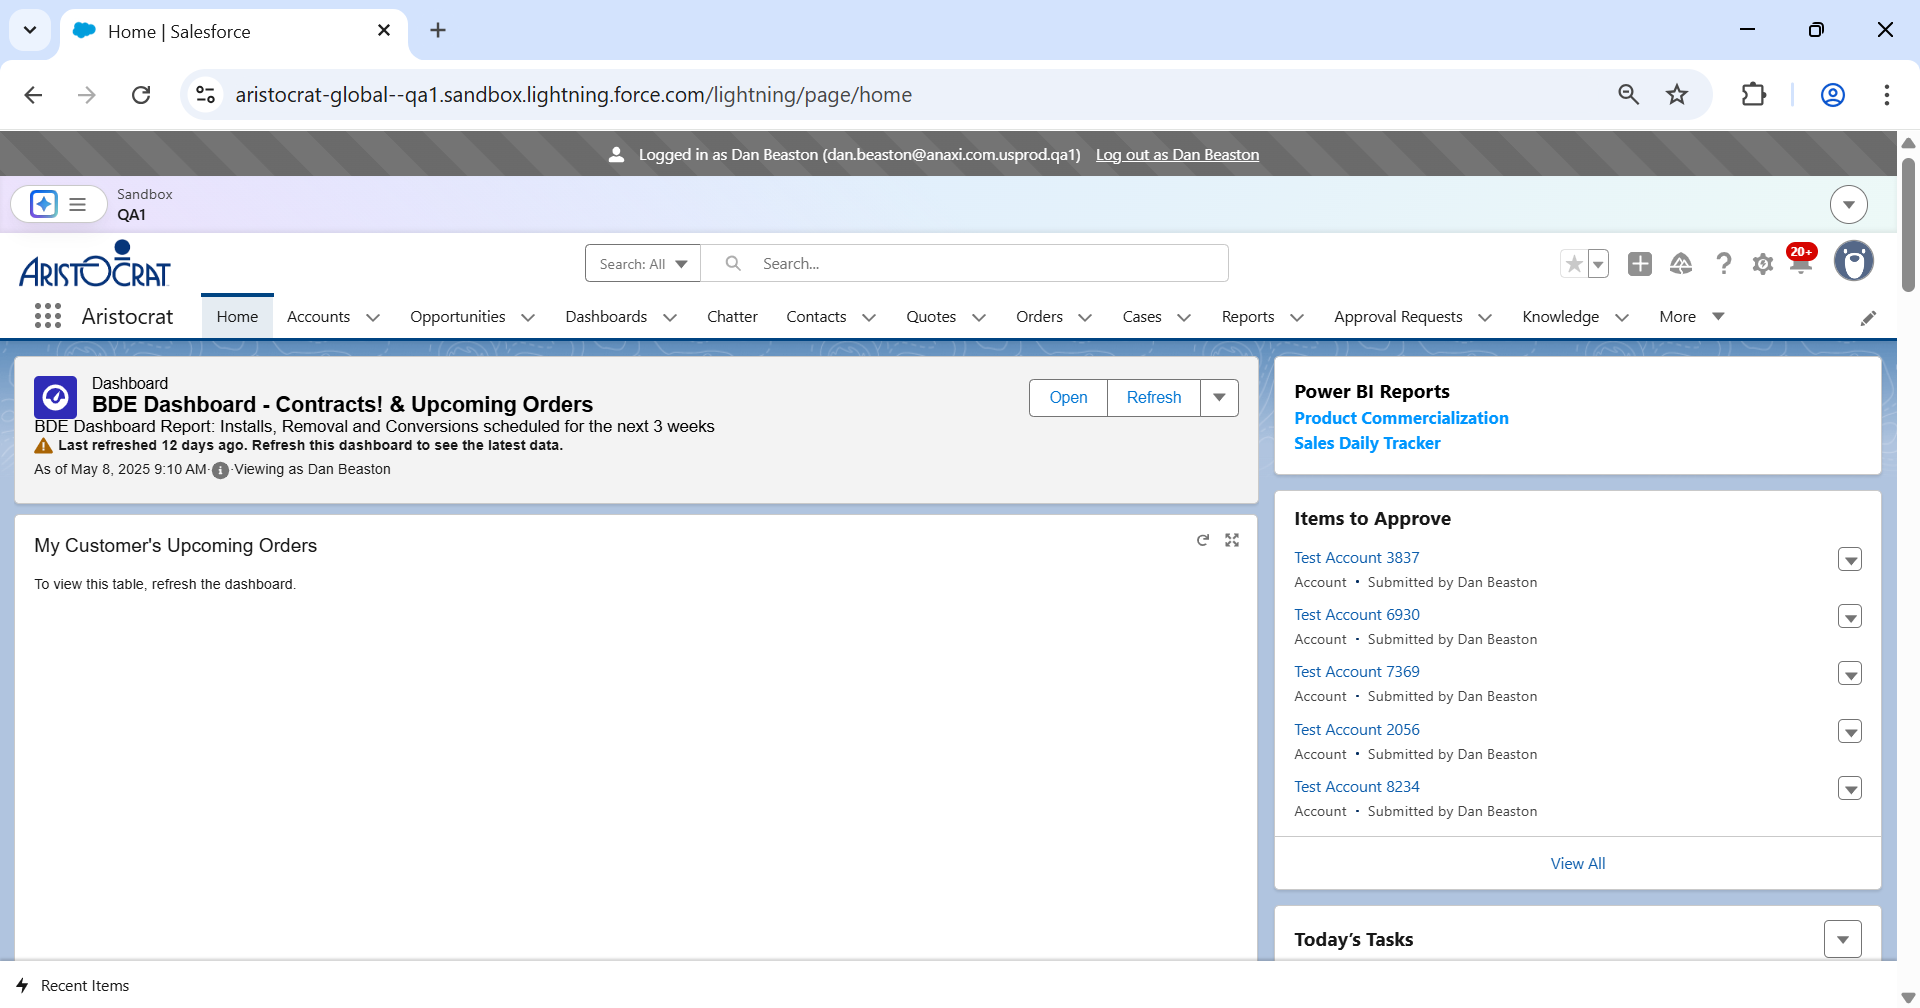 Home | Salesforce
aristocrat-global--qa1.sandbox.lightning.force.com/lightning/page/home
Logged in as Dan Beaston (dan.beaston@anaxi.com.usprod.qa1) Log out as Dan Beaston
Sandbox
QA1
ARISTOCRAT
Search: All
Search...
20+
Aristocrat
Home
Accounts
Opportunities
Dashboards
Chatter
Contacts
Quotes
Orders
Cases
Reports
Approval Requests
Knowledge
More
Dashboard
BDE Dashboard - Contracts! & Upcoming Orders
BDE Dashboard Report: Installs, Removal and Conversions scheduled for the next 3 weeks
Last refreshed 12 days ago. Refresh this dashboard to see the latest data.
As of May 8, 2025 9:10 AM·Viewing as Dan Beaston
Open
Refresh
My Customer's Upcoming Orders
To view this table, refresh the dashboard.
Power BI Reports
Product Commercialization
Sales Daily Tracker
Items to Approve
Test Account 3837
Account • Submitted by Dan Beaston
Test Account 6930
Account • Submitted by Dan Beaston
Test Account 7369
Account • Submitted by Dan Beaston
Test Account 2056
Account • Submitted by Dan Beaston
Test Account 8234
Account • Submitted by Dan Beaston
View All
Today’s Tasks
Recent Items